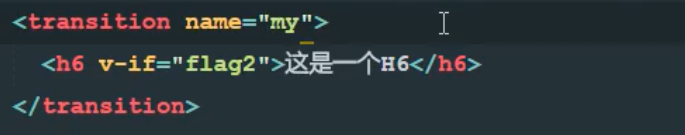 <transition name="my">
<h6 v-if="flag2">这是一个H6</h6>
</transition>